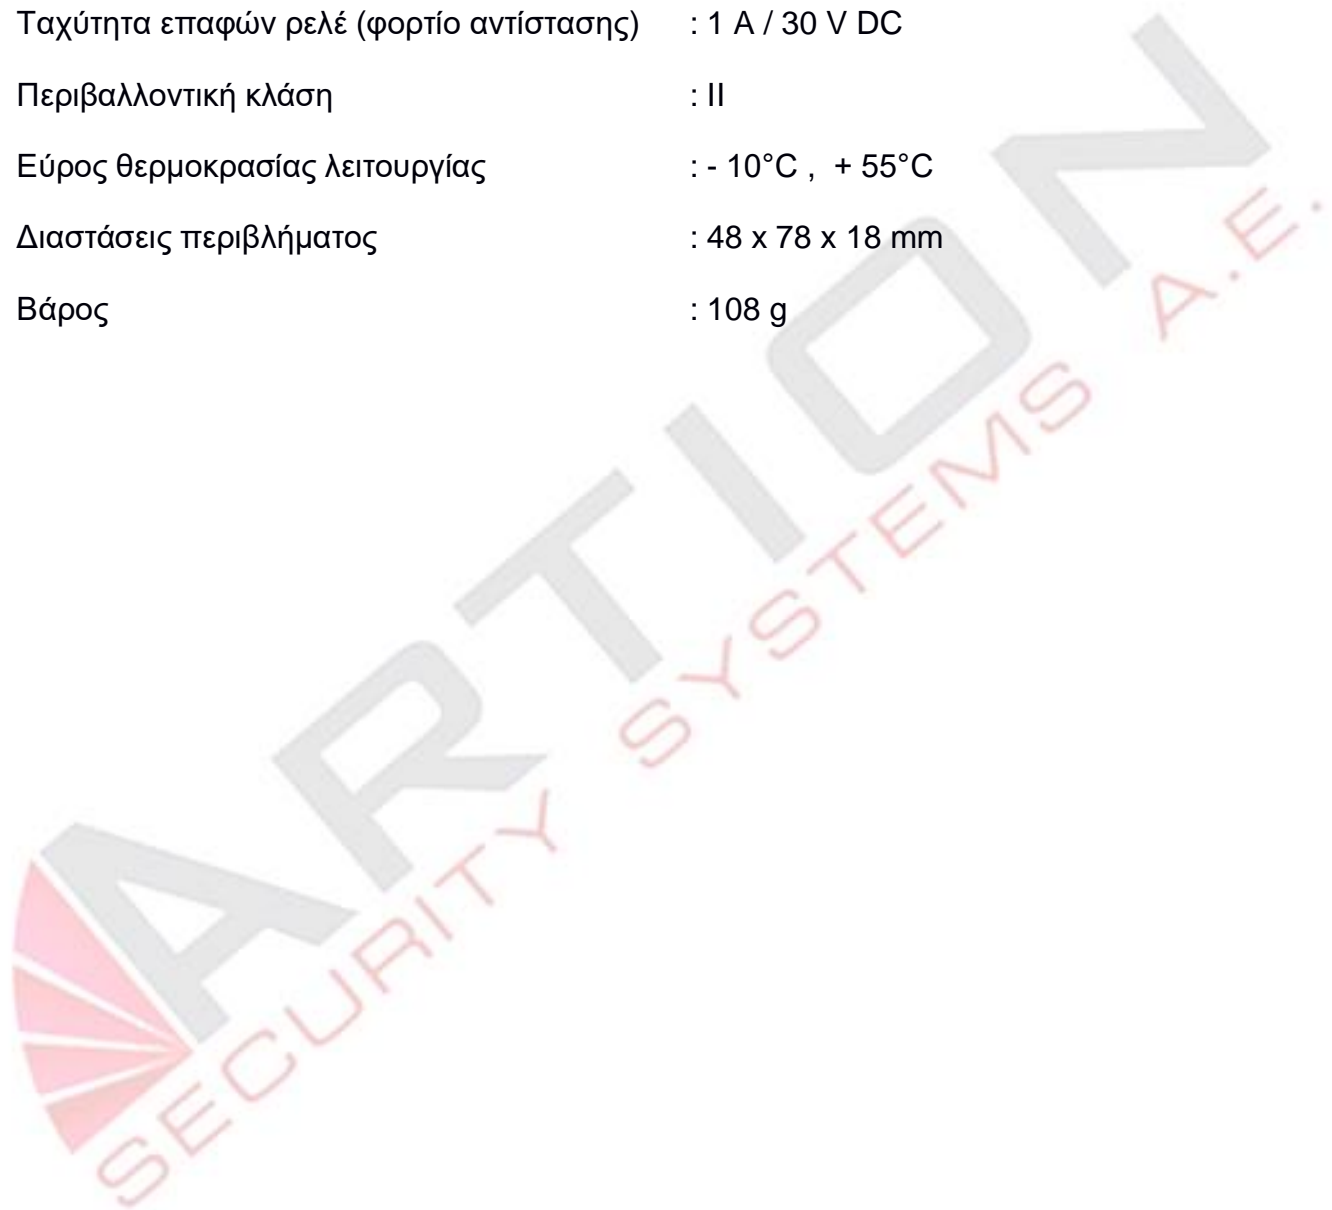 Ταχύτητα επαφών ρελέ (φορτίο αντίστασης) : 1 A / 30 V DC
Περιβαλλοντική κλάση : II
Εύρος θερμοκρασίας λειτουργίας : - 10°C , + 55°C
Διαστάσεις περιβλήματος : 48 x 78 x 18 mm
Βάρος : 108 g
ARTION
SECURITY SYSTEMS A.E.